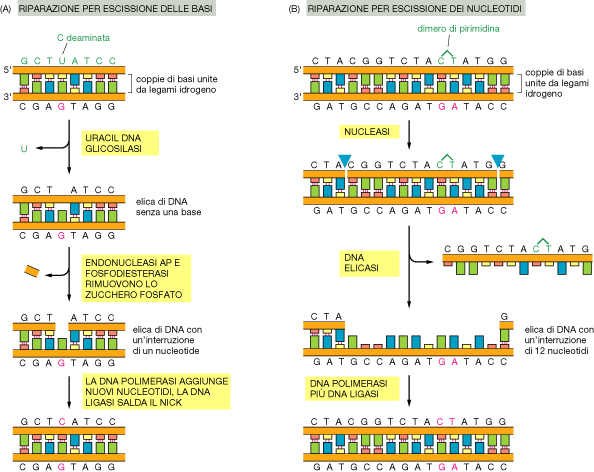 (A) RIPARAZIONE PER ESCISSIONE DELLE BASI
C deaminata
G C T U A T C C
5'
3'
coppie di basi unite
da legami idrogeno
C G A G T A G G
U
URACIL DNA
GLICOSILASI
G C T A T C C
elica di DNA
senza una base
C G A G T A G G
ENDONUCLEASI AP E
FOSFODIESTERASI
RIMUOVONO LO
ZUCCHERO FOSFATO
G C T A T C C
elica di DNA con
un'interruzione
di un nucleotide
C G A G T A G G
LA DNA POLIMERASI AGGIUNGE
NUOVI NUCLEOTIDI, LA DNA
LIGASI SALDA IL NICK
G C T C A T C C
C G A G T A G G
(B) RIPARAZIONE PER ESCISSIONE DEI NUCLEOTIDI
dimero di pirimidina
C T A C G G T C T A C T A T G G
5'
3'
coppie di basi
unite da legami
idrogeno
G A T G C C A G A T G A T A C C
NUCLEASI
C T A C G G T C T A C T A T G G
G A T G C C A G A T G A T A C C
DNA
ELICASI
C G G T C T A C T A T G
C T A G
elica di DNA con
un'interruzione
di 12 nucleotidi
G A T G C C A G A T G A T A C C
DNA POLIMERASI
PIÙ DNA LIGASI
C T A C G G T C T A C T A T G G
G A T G C C A G A T G A T A C C